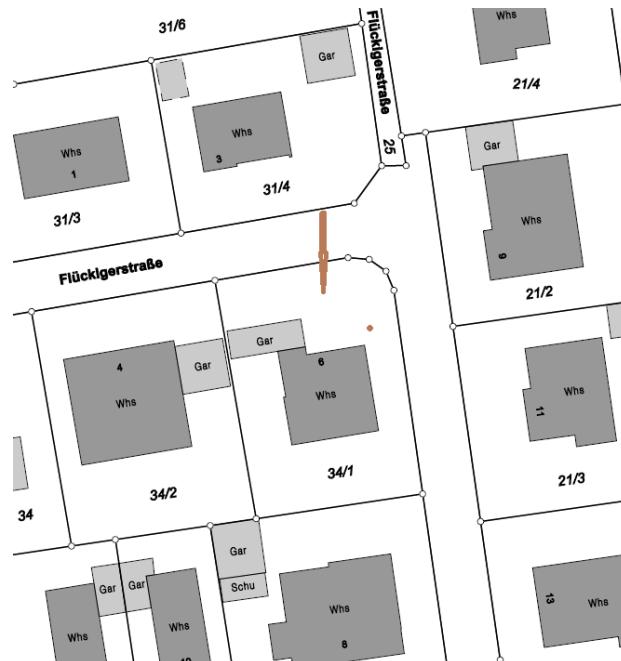 31/6
Gar
Flückigerstraße
25
21/4
Whs
Whs
1
Whs
3
Gar
31/3
31/4
Whs
9
21/2
Flückigerstraße
4
Gar
Whs
Gar
6
Whs
Whs
11
34
34/2
34/1
21/3
Gar
Schu
Gar
Gar
Whs
Whs
Whs
8
13
Whs